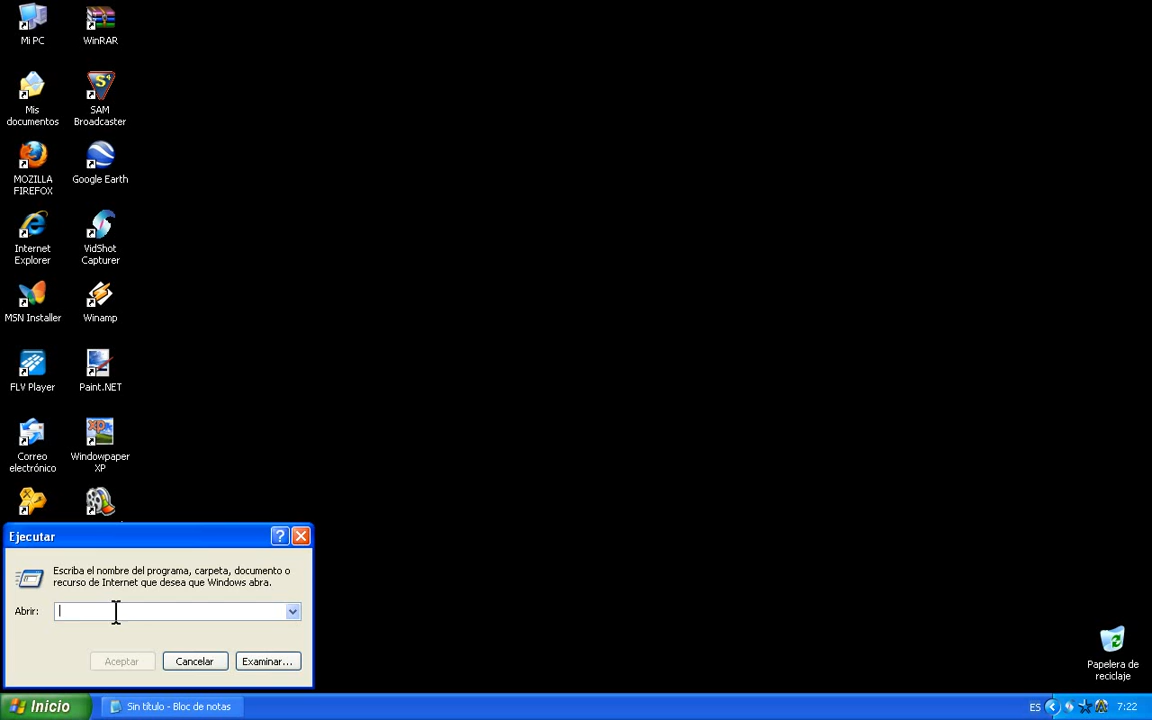 Mi PC
WinRAR
Mis
documentos
SAM
Broadcaster
MOZILLA
FIREFOX
Google Earth
Internet
Explorer
VidShot
Capturer
MSN Installer
Winamp
FLV Player
Paint.NET
Correo
electrónico
Windowpaper
XP
Ejecutar
Escriba el nombre del programa, carpeta, documento o
recurso de Internet que desea que Windows abra.
Abrir:
Aceptar
Cancelar
Examinar...
Papelera de
reciclaje
Inicio
Sin título - Bloc de notas
ES
7:22